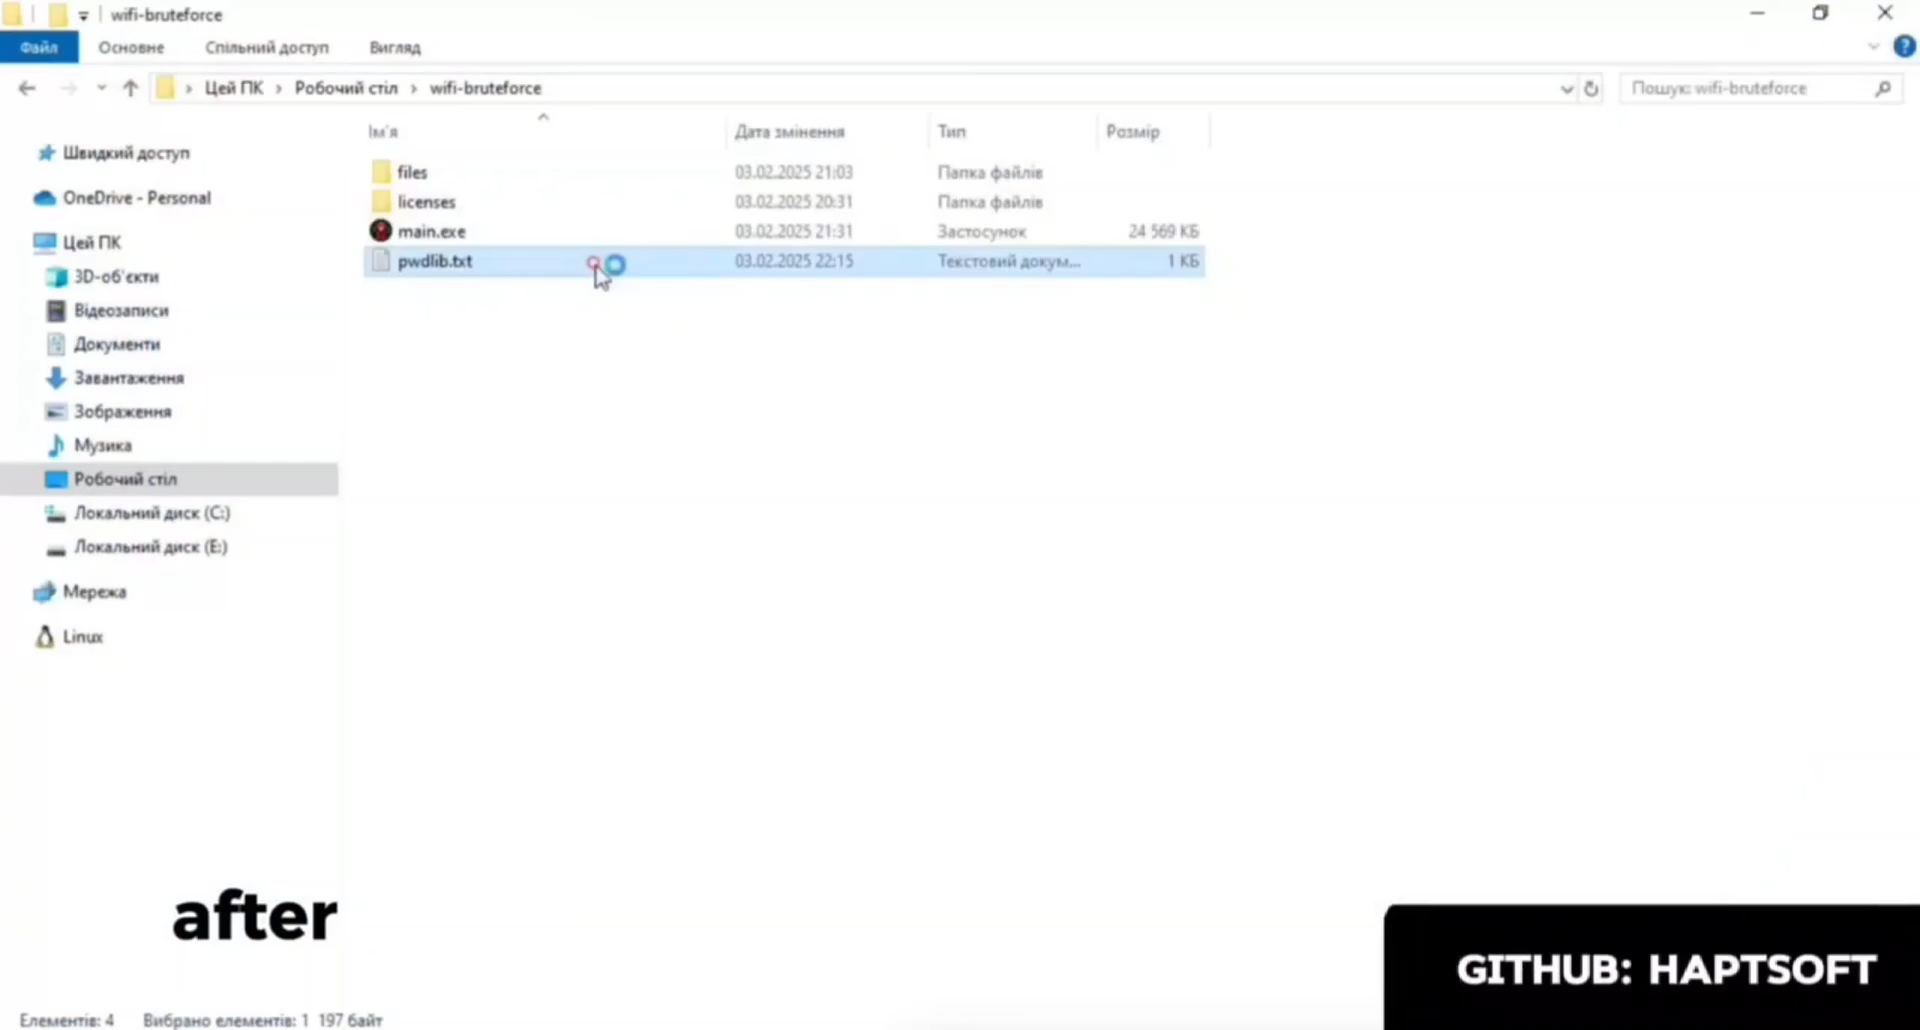 wifi-bruteforce
Файл Основне Спільний доступ Вигляд
Цей ПК › Робочий стіл › wifi-bruteforce
Пошук: wifi-bruteforce
Ім'я Дата змінення Тип Розмір
files 03.02.2025 21:03 Папка файлів
licenses 03.02.2025 20:31 Папка файлів
main.exe 03.02.2025 21:31 Застосунок 24 569 КБ
pwdlib.txt 03.02.2025 22:15 Текстовий докум... 1 КБ
Швидкий доступ
OneDrive - Personal
Цей ПК
3D-об'єкти
Відеозаписи
Документи
Завантаження
Зображення
Музика
Робочий стіл
Локальний диск (C:)
Локальний диск (E:)
Мережа
Linux
after
GITHUB: HAPTSOFT
Елементів: 4 Вибрано елементів: 1 197 байт